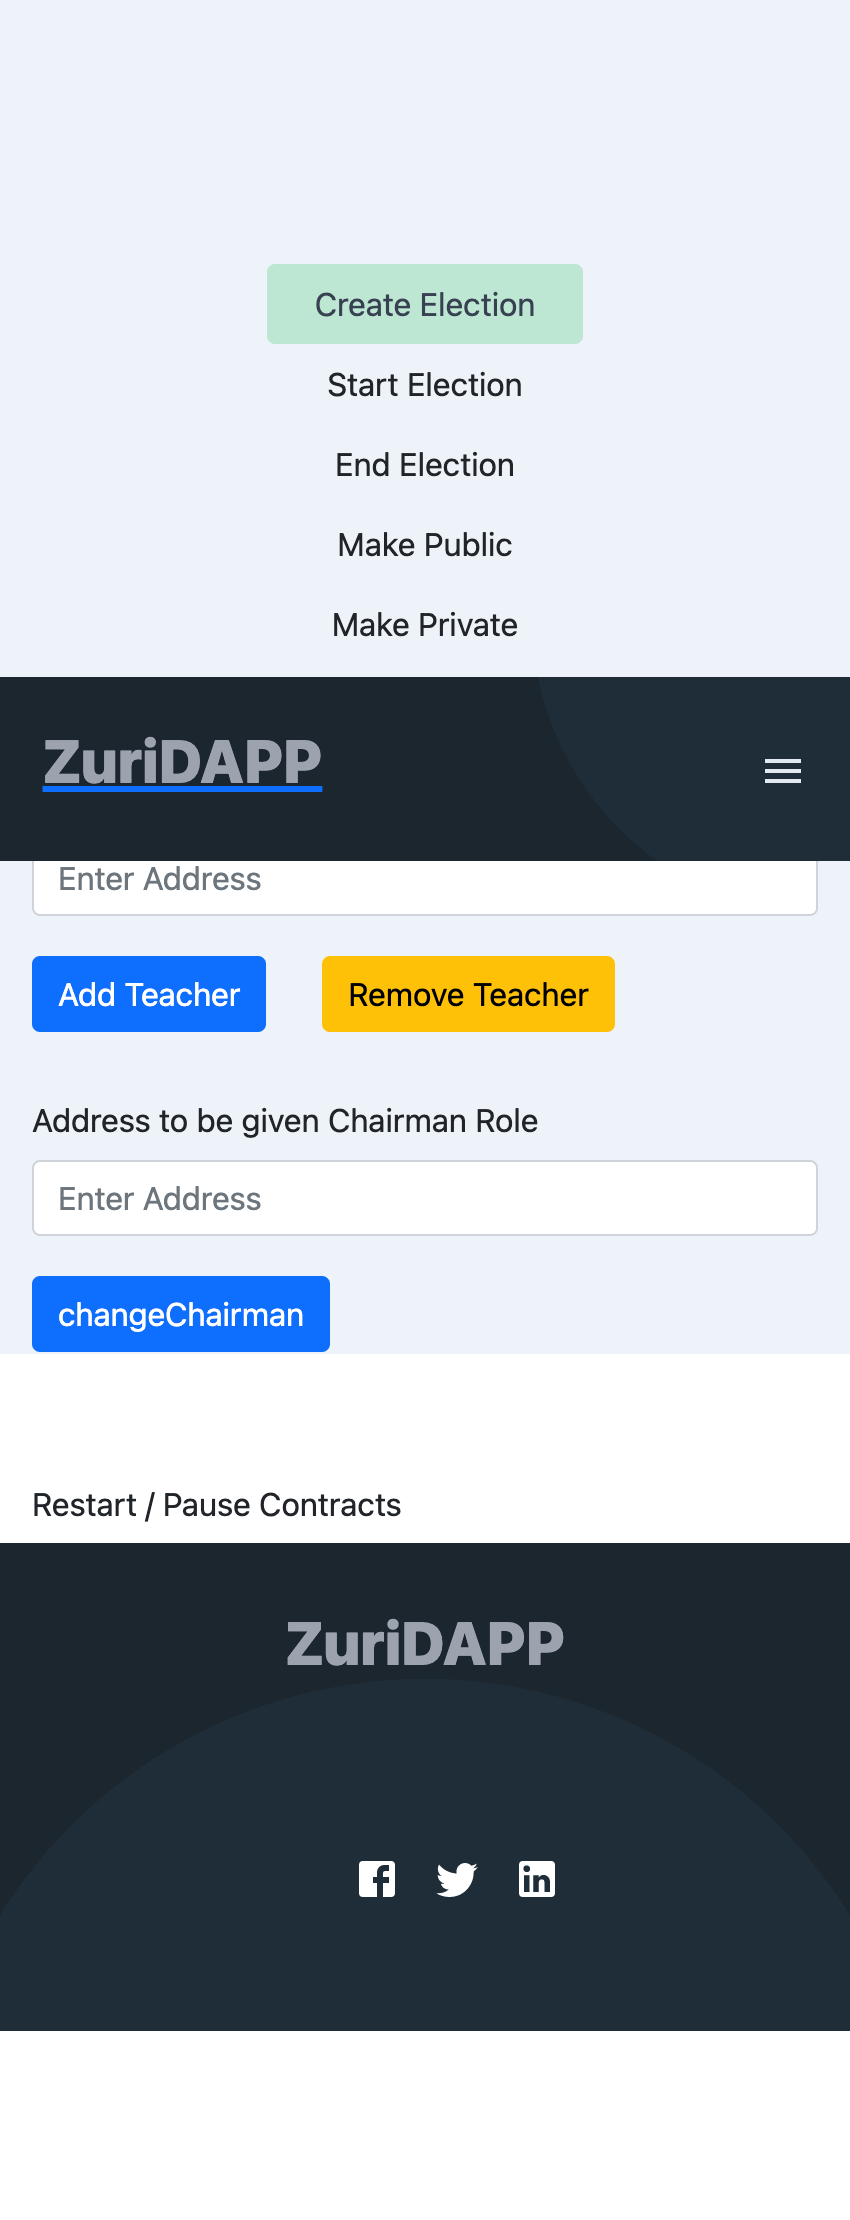 Create Election
Start Election
End Election
Make Public
Make Private
ZuriDAPP
Enter Address
Add Teacher Remove Teacher
Address to be given Chairman Role
Enter Address
changeChairman
Restart / Pause Contracts
ZuriDAPP